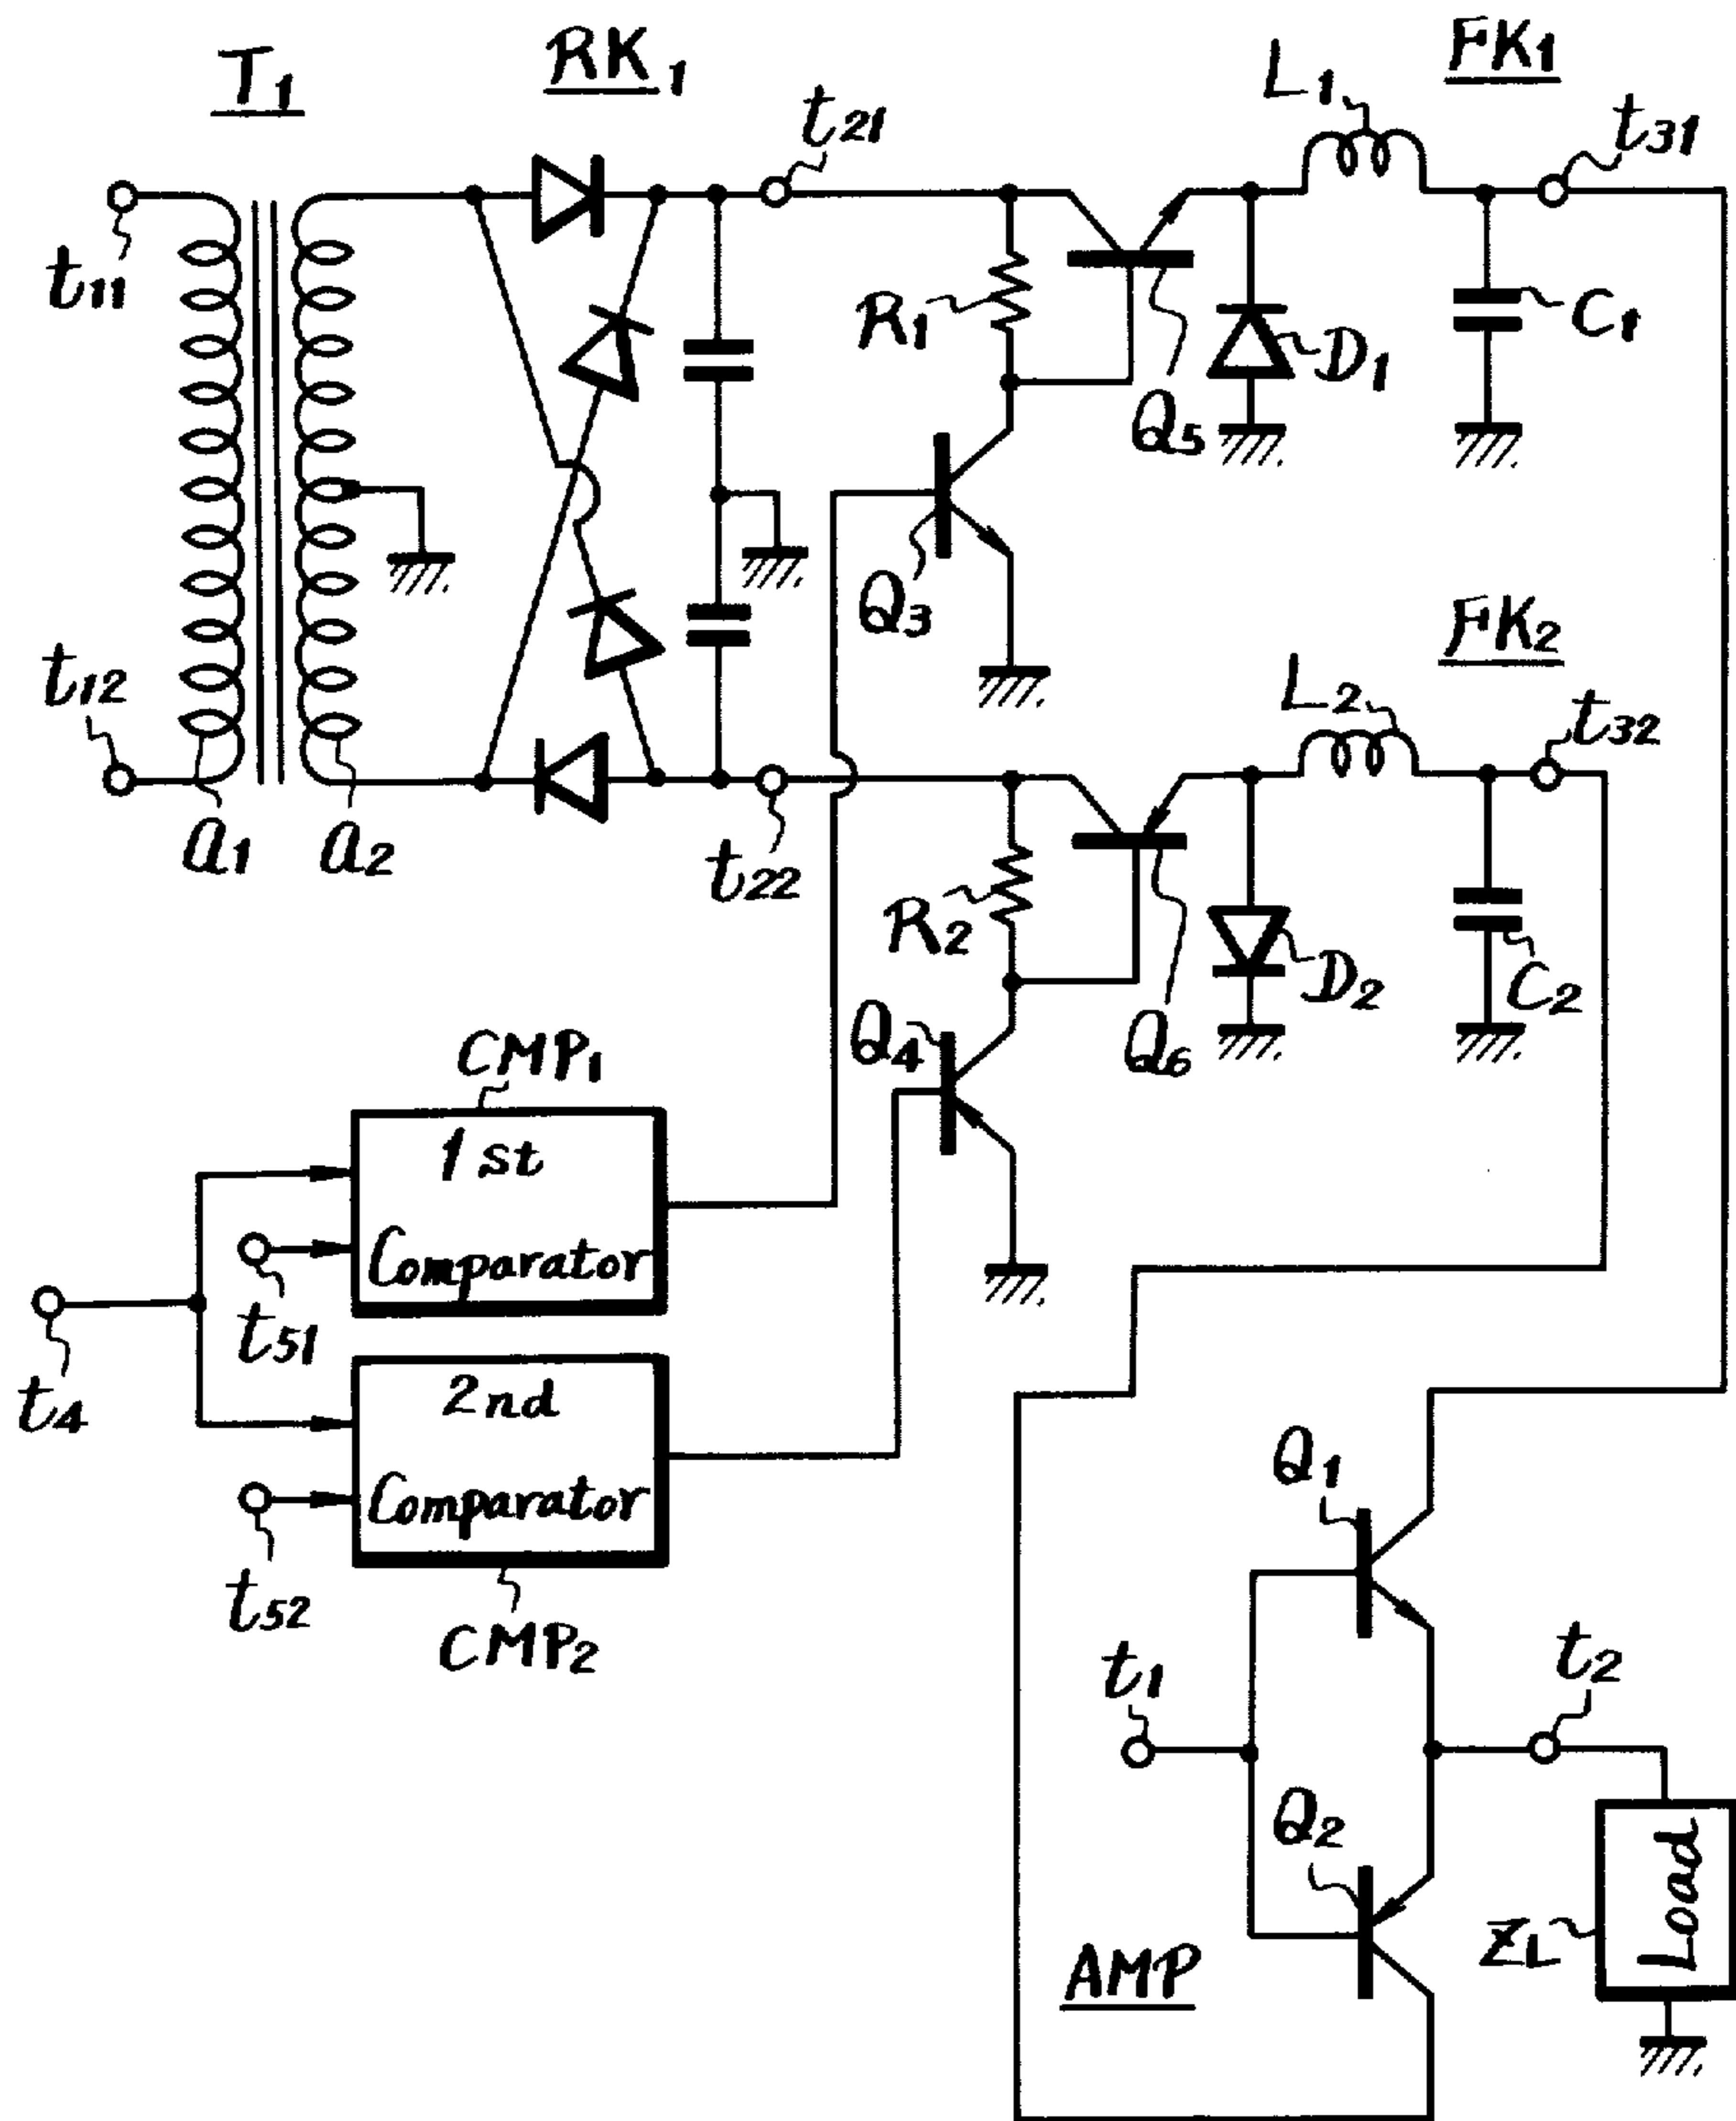 T1
RK1
FK1
L1
t21
t31
t11
R1
Q5
D1
C1
Q3
FK2
t12
L2
t32
a1
a2
t22
R2
D2
C2
Q4
Q6
CMP1
1st
Comparator
t51
t4
2nd
Comparator
t52
CMP2
Q1
t1
t2
Q2
AMP
ZL
Load